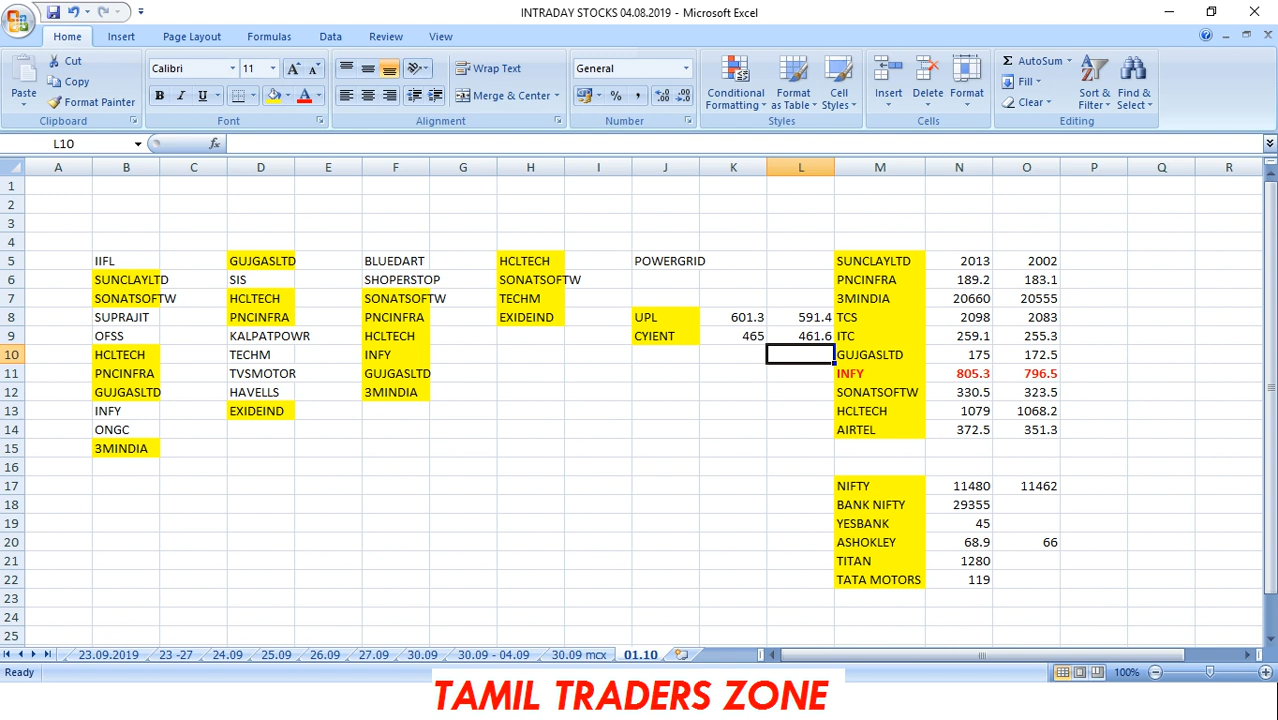 INTRADAY STOCKS 04.08.2019 - Microsoft Excel
Home Insert Page Layout Formulas Data Review View
Paste Cut Copy Format Painter Clipboard
Calibri 11 B I U A A A Font
Wrap Text Merge & Center Alignment
General % , Number
Conditional Formatting Format as Table Cell Styles Styles
Insert Delete Format Cells
Σ AutoSum Fill Clear Sort & Filter Find & Select Editing
L10 fx
A B C D E F G H I J K L M N O P Q R
1
2
3
4
5 IIFL GUJGASLTD BLUEDART HCLTECH POWERGRID SUNCLAYLTD 2013 2002
6 SUNCLAYLTD SIS SHOPERSTOP SONATSOFTW PNCINFRA 189.2 183.1
7 SONATSOFTW HCLTECH SONATSOFTW TECHM 3MINDIA 20660 20555
8 SUPRAJIT PNCINFRA PNCINFRA EXIDEIND UPL 601.3 591.4 TCS 2098 2083
9 OFSS KALPATPOWR HCLTECH CYIENT 465 461.6 ITC 259.1 255.3
10 HCLTECH TECHM INFY GUJGASLTD 175 172.5
11 PNCINFRA TVSMOTOR GUJGASLTD INFY 805.3 796.5
12 GUJGASLTD HAVELLS 3MINDIA SONATSOFTW 330.5 323.5
13 INFY EXIDEIND HCLTECH 1079 1068.2
14 ONGC AIRTEL 372.5 351.3
15 3MINDIA
16
17 NIFTY 11480 11462
18 BANK NIFTY 29355
19 YESBANK 45
20 ASHOKLEY 68.9 66
21 TITAN 1280
22 TATA MOTORS 119
23
24
25
23.09.2019 23 -27 24.09 25.09 26.09 27.09 30.09 30.09 - 04.09 30.09 mcx 01.10
Ready 100%
TAMIL TRADERS ZONE